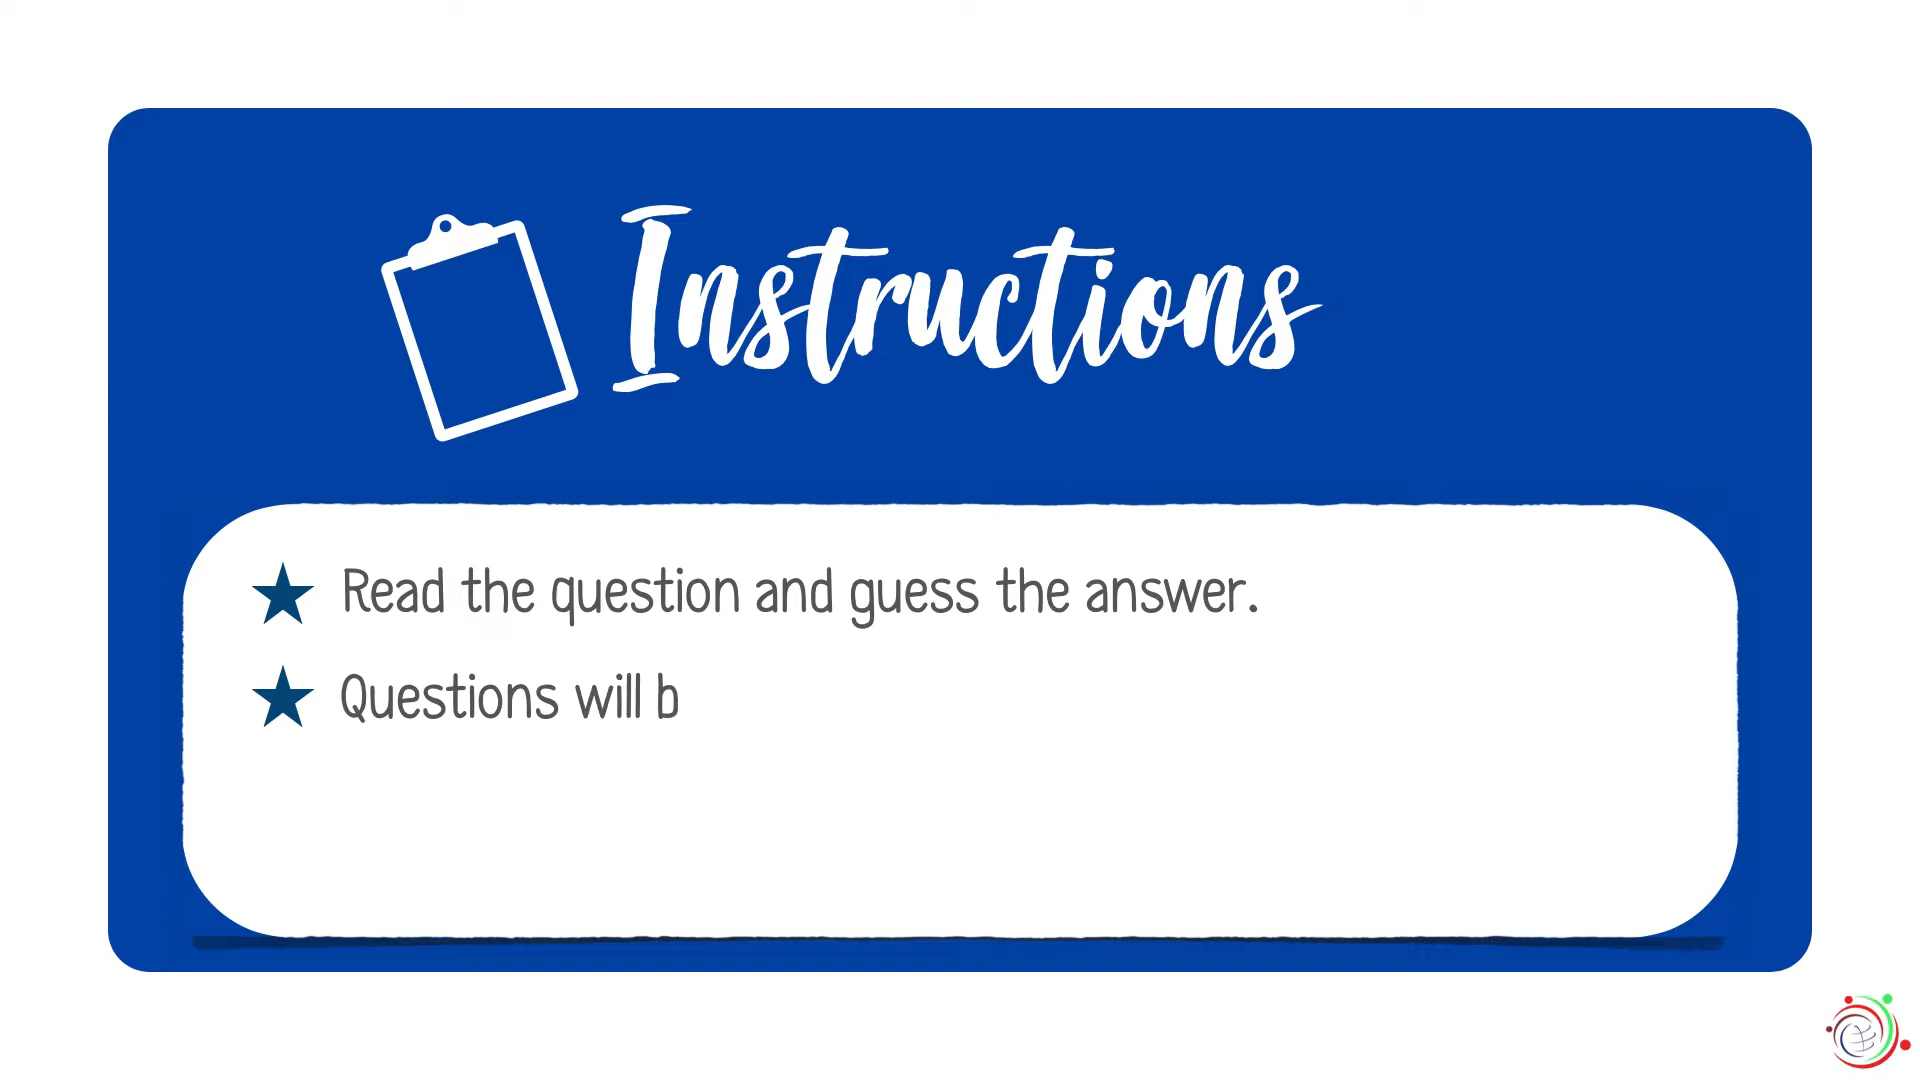 Instructions
Read the question and guess the answer.
Questions will b